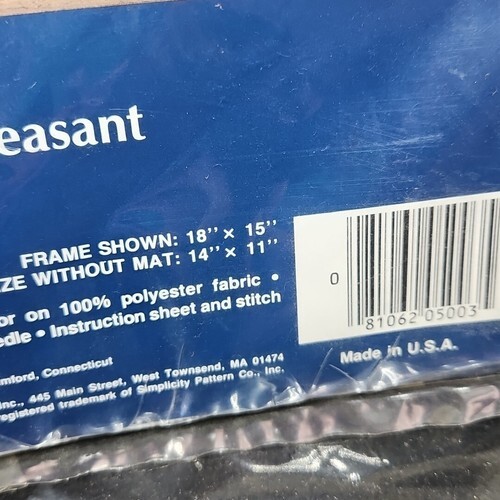 easant
FRAME SHOWN: 18" × 15"
ZE WITHOUT MAT: 14" × 11"
or on 100% polyester fabric •
edle • Instruction sheet and stitch
mford, Connecticut
Inc., 445 Main Street, West Townsend, MA 01474
registered trademark of Simplicity Pattern Co., Inc.
0
81062 05003
Made in U.S.A.